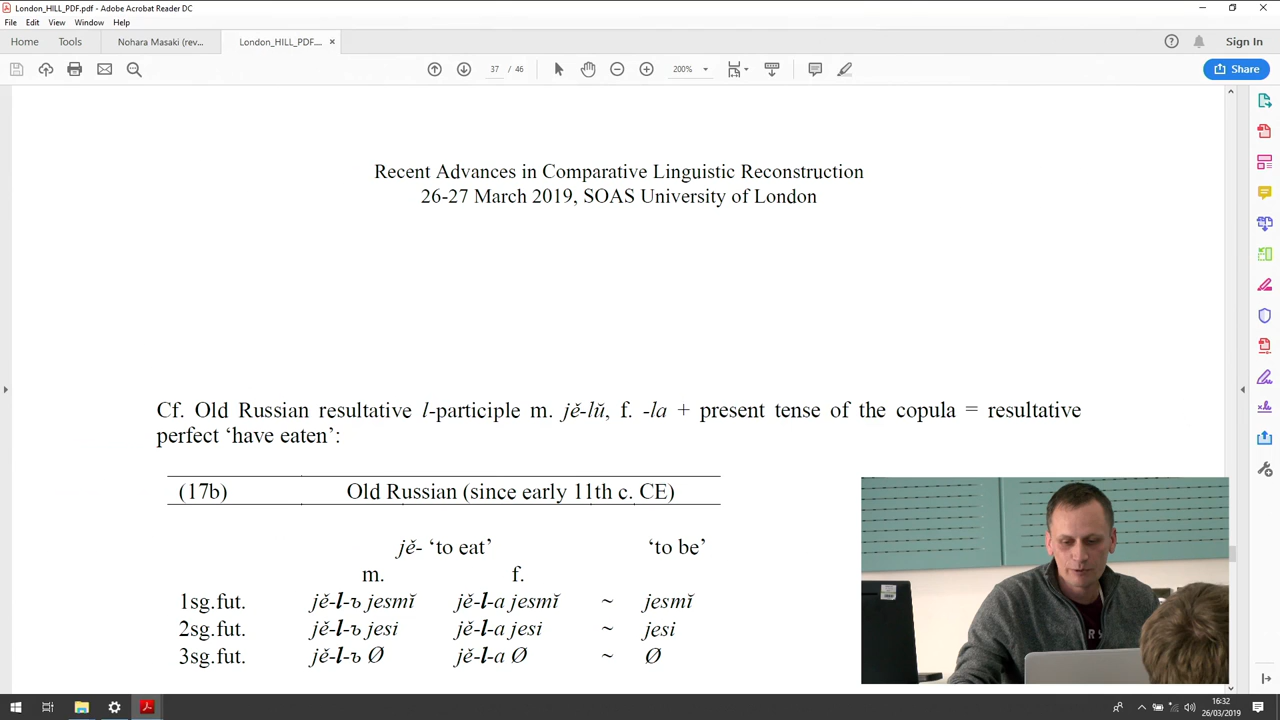 London_HILL_PDF.pdf - Adobe Acrobat Reader DC
File Edit View Window Help
Home Tools Nohara Masaki (rev... London_HILL_PDF.... × Sign In
37 / 46 200% Share
Recent Advances in Comparative Linguistic Reconstruction
26-27 March 2019, SOAS University of London
Cf. Old Russian resultative l-participle m. jě-lŭ, f. -la + present tense of the copula = resultative
perfect ‘have eaten’:
(17b) Old Russian (since early 11th c. CE)
jě- ‘to eat’ ‘to be’
m. f.
1sg.fut. jě-l-ъ jesmĭ jě-l-a jesmĭ ~ jesmĭ
2sg.fut. jě-l-ъ jesi jě-l-a jesi ~ jesi
3sg.fut. jě-l-ъ Ø jě-l-a Ø ~ Ø
16:32
26/03/2019